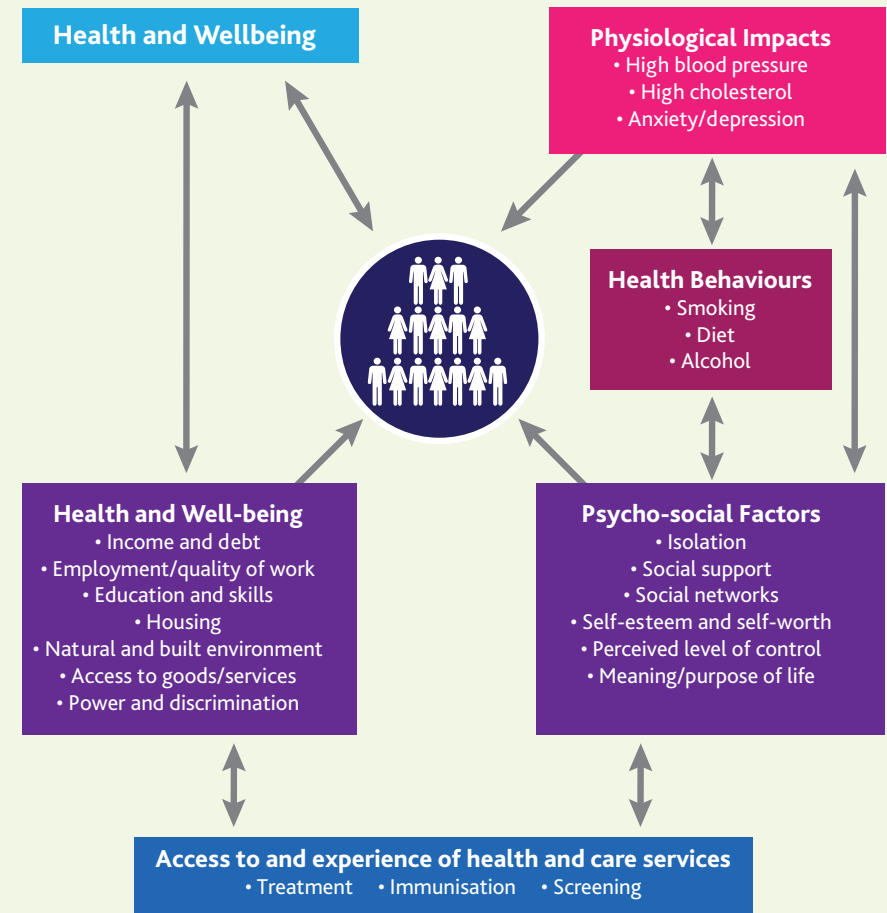 Health and Wellbeing
Physiological Impacts
• High blood pressure
• High cholesterol
• Anxiety/depression
Health Behaviours
• Smoking
• Diet
• Alcohol
Health and Well-being
• Income and debt
• Employment/quality of work
• Education and skills
• Housing
• Natural and built environment
• Access to goods/services
• Power and discrimination
Psycho-social Factors
• Isolation
• Social support
• Social networks
• Self-esteem and self-worth
• Perceived level of control
• Meaning/purpose of life
Access to and experience of health and care services
• Treatment • Immunisation • Screening